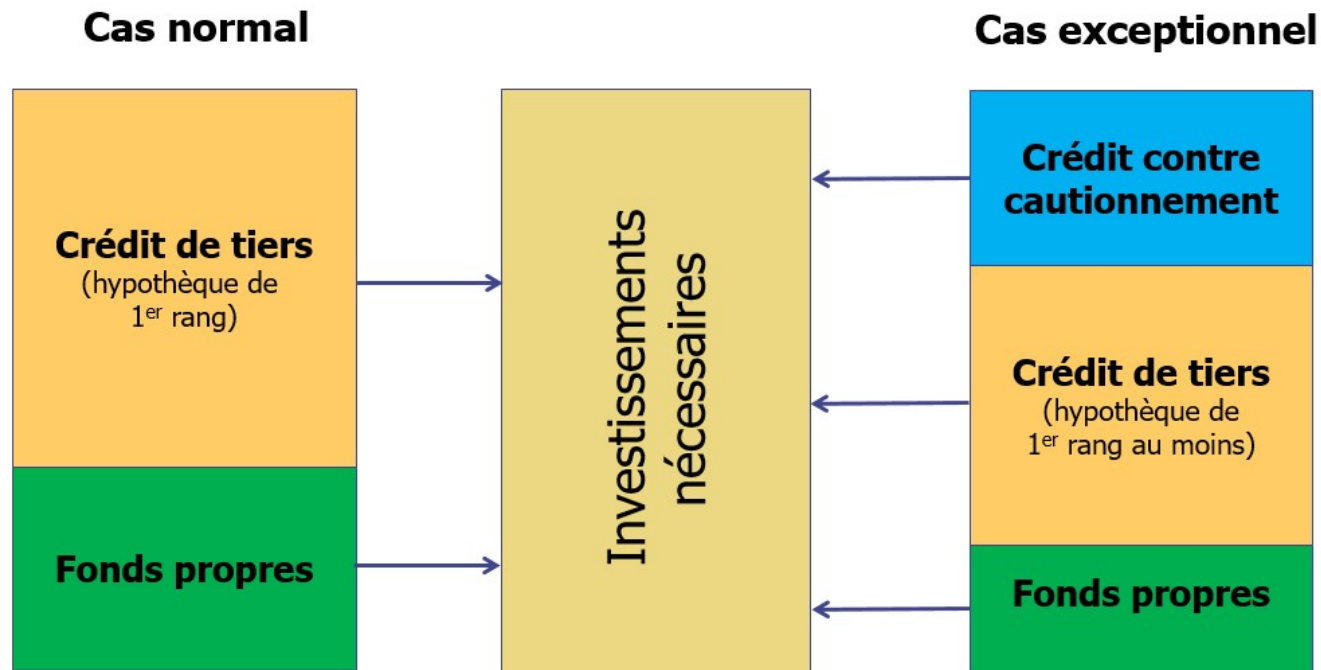 Cas normal
Cas exceptionnel
Crédit de tiers
(hypothèque de
1er rang)
Fonds propres
Investissements
nécessaires
Crédit contre
cautionnement
Crédit de tiers
(hypothèque de
1er rang au moins)
Fonds propres